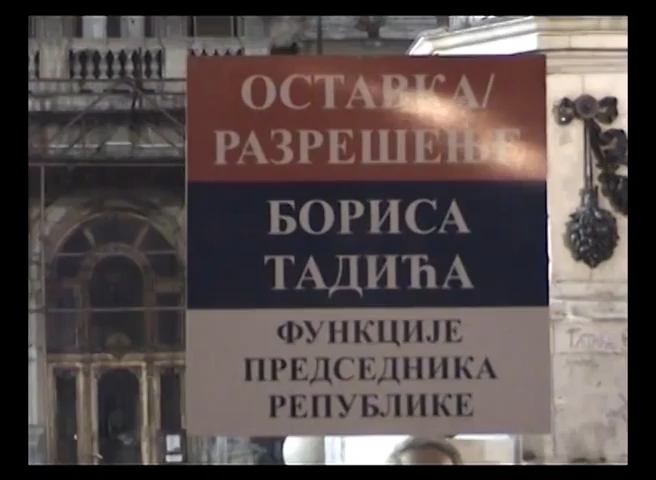 ОСТАВКА/
РАЗРЕШЕЊЕ
БОРИСА
ТАДИЋА
ФУНКЦИЈЕ
ПРЕДСЕДНИКА
РЕПУБЛИКЕ